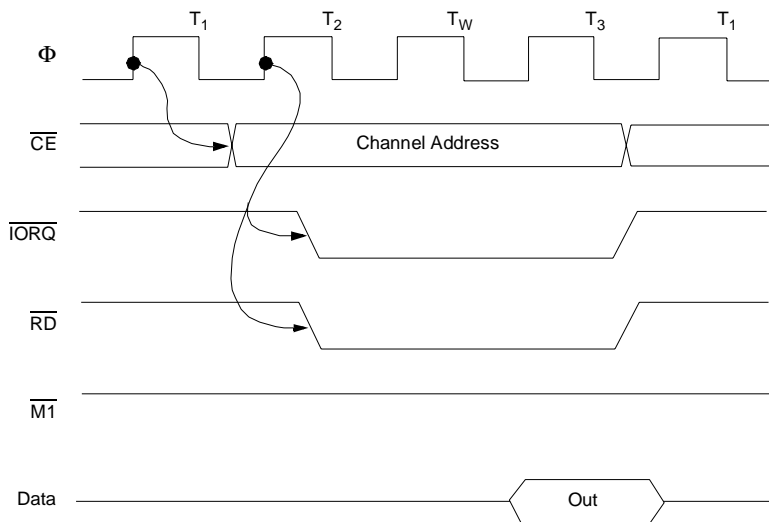 T1 T2 TW T3 T1
Φ
CE Channel Address
IORQ
RD
M1
Data Out